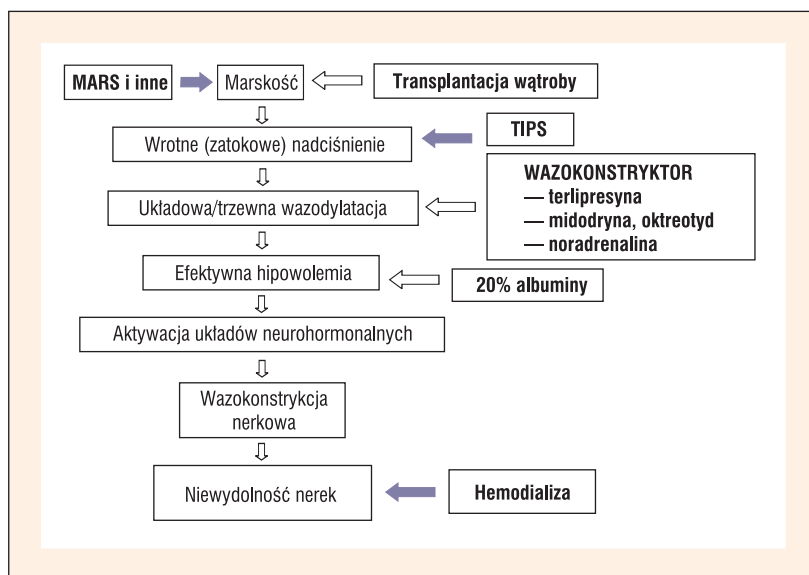 MARS i inne
Marskość
Transplantacja wątroby
Wrotne (zatokowe) nadciśnienie
TIPS
Układowa/trzewna wazodylatacja
WAZOKONSTRYKTOR
— terlipresyna
— midodryna, oktreotyd
— noradrenalina
Efektywna hipowolemia
20% albuminy
Aktywacja układów neurohormonalnych
Wazokonstrykcja
nerkowa
Niewydolność nerek
Hemodializa